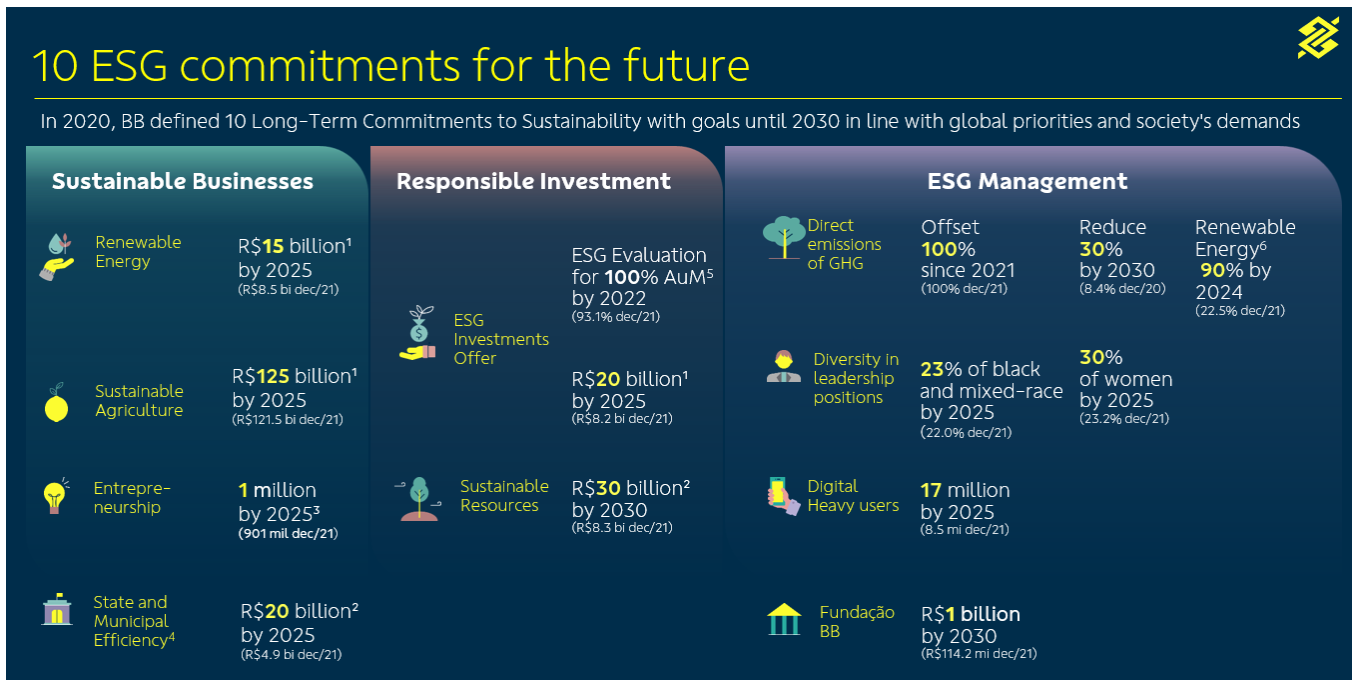 10 ESG commitments for the future
In 2020, BB defined 10 Long-Term Commitments to Sustainability with goals until 2030 in line with global priorities and society's demands
Sustainable Businesses
Renewable
Energy
R$15 billion¹
by 2025
(R$8.5 bi dec/21)
Sustainable
Agriculture
R$125 billion¹
by 2025
(R$121.5 bi dec/21)
Entrepre-
neurship
1 million
by 2025³
(901 mil dec/21)
State and
Municipal
Efficiency⁴
R$20 billion²
by 2025
(R$4.9 bi dec/21)
Responsible Investment
ESG
Investments
Offer
ESG Evaluation
for 100% AuM⁵
by 2022
(93.1% dec/21)
R$20 billion¹
by 2025
(R$8.2 bi dec/21)
Sustainable
Resources
R$30 billion²
by 2030
(R$8.3 bi dec/21)
ESG Management
Direct
emissions
of GHG
Offset
100%
since 2021
(100% dec/21)
Reduce
30%
by 2030
(8.4% dec/20)
Renewable
Energy⁶
90% by
2024
(22.5% dec/21)
Diversity in
leadership
positions
23% of black
and mixed-race
by 2025
(22.0% dec/21)
30%
of women
by 2025
(23.2% dec/21)
Digital
Heavy users
17 million
by 2025
(8.5 mi dec/21)
Fundação
BB
R$1 billion
by 2030
(R$114.2 mi dec/21)